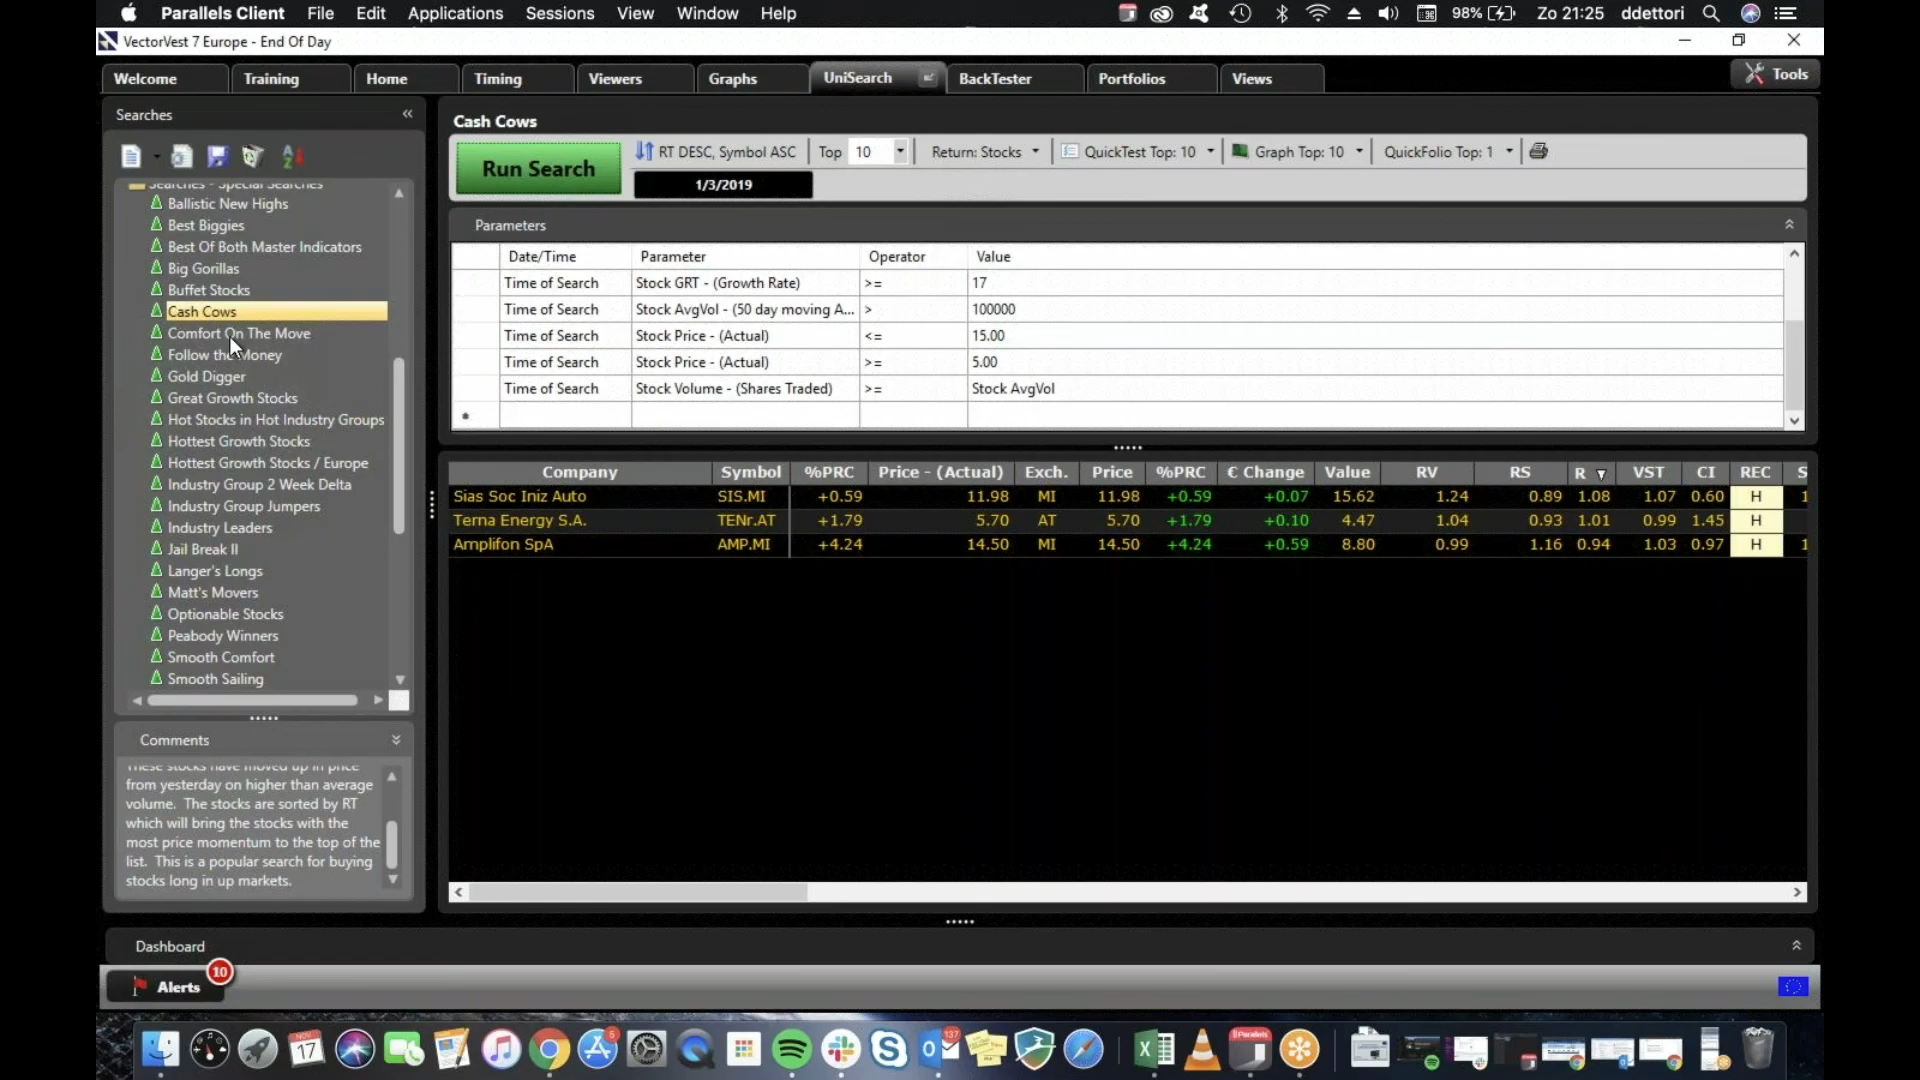 Parallels Client File Edit Applications Sessions View Window Help 98% Zo 21:25 ddettori
VectorVest 7 Europe - End Of Day
Welcome Training Home Timing Viewers Graphs UniSearch BackTester Portfolios Views Tools
Searches
Searches - Special Searches
Ballistic New Highs
Best Biggies
Best Of Both Master Indicators
Big Gorillas
Buffet Stocks
Cash Cows
Comfort On The Move
Follow the Money
Gold Digger
Great Growth Stocks
Hot Stocks in Hot Industry Groups
Hottest Growth Stocks
Hottest Growth Stocks / Europe
Industry Group 2 Week Delta
Industry Group Jumpers
Industry Leaders
Jail Break II
Langer's Longs
Matt's Movers
Optionable Stocks
Peabody Winners
Smooth Comfort
Smooth Sailing
Comments
These stocks have moved up in price
from yesterday on higher than average
volume. The stocks are sorted by RT
which will bring the stocks with the
most price momentum to the top of the
list. This is a popular search for buying
stocks long in up markets.
Cash Cows
Run Search
RT DESC, Symbol ASC Top 10 Return: Stocks QuickTest Top: 10 Graph Top: 10 QuickFolio Top: 1
1/3/2019
Parameters
Date/Time Parameter Operator Value
Time of Search Stock GRT - (Growth Rate) >= 17
Time of Search Stock AvgVol - (50 day moving A... > 100000
Time of Search Stock Price - (Actual) <= 15.00
Time of Search Stock Price - (Actual) >= 5.00
Time of Search Stock Volume - (Shares Traded) >= Stock AvgVol
*
Company Symbol %PRC Price - (Actual) Exch. Price %PRC € Change Value RV RS R VST CI REC S
Sias Soc Iniz Auto SIS.MI +0.59 11.98 MI 11.98 +0.59 +0.07 15.62 1.24 0.89 1.08 1.07 0.60 H 1
Terna Energy S.A. TENr.AT +1.79 5.70 AT 5.70 +1.79 +0.10 4.47 1.04 0.93 1.01 0.99 1.45 H
Amplifon SpA AMP.MI +4.24 14.50 MI 14.50 +4.24 +0.59 8.80 0.99 1.16 0.94 1.03 0.97 H 1
Dashboard
Alerts 10
NOV 17 5 137 Parallels